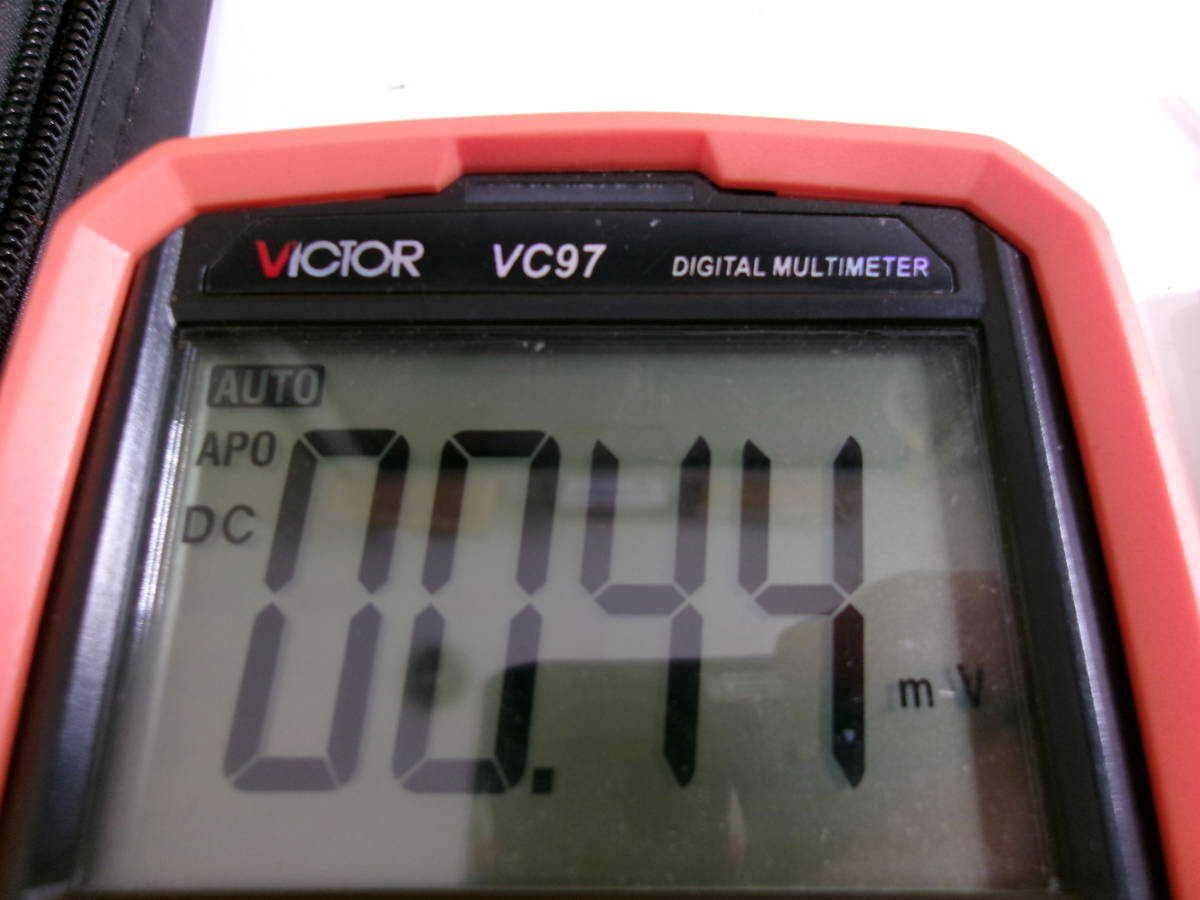 VICTOR VC97 DIGITAL MULTIMETER
AUTO
APO
DC
00.44 mV